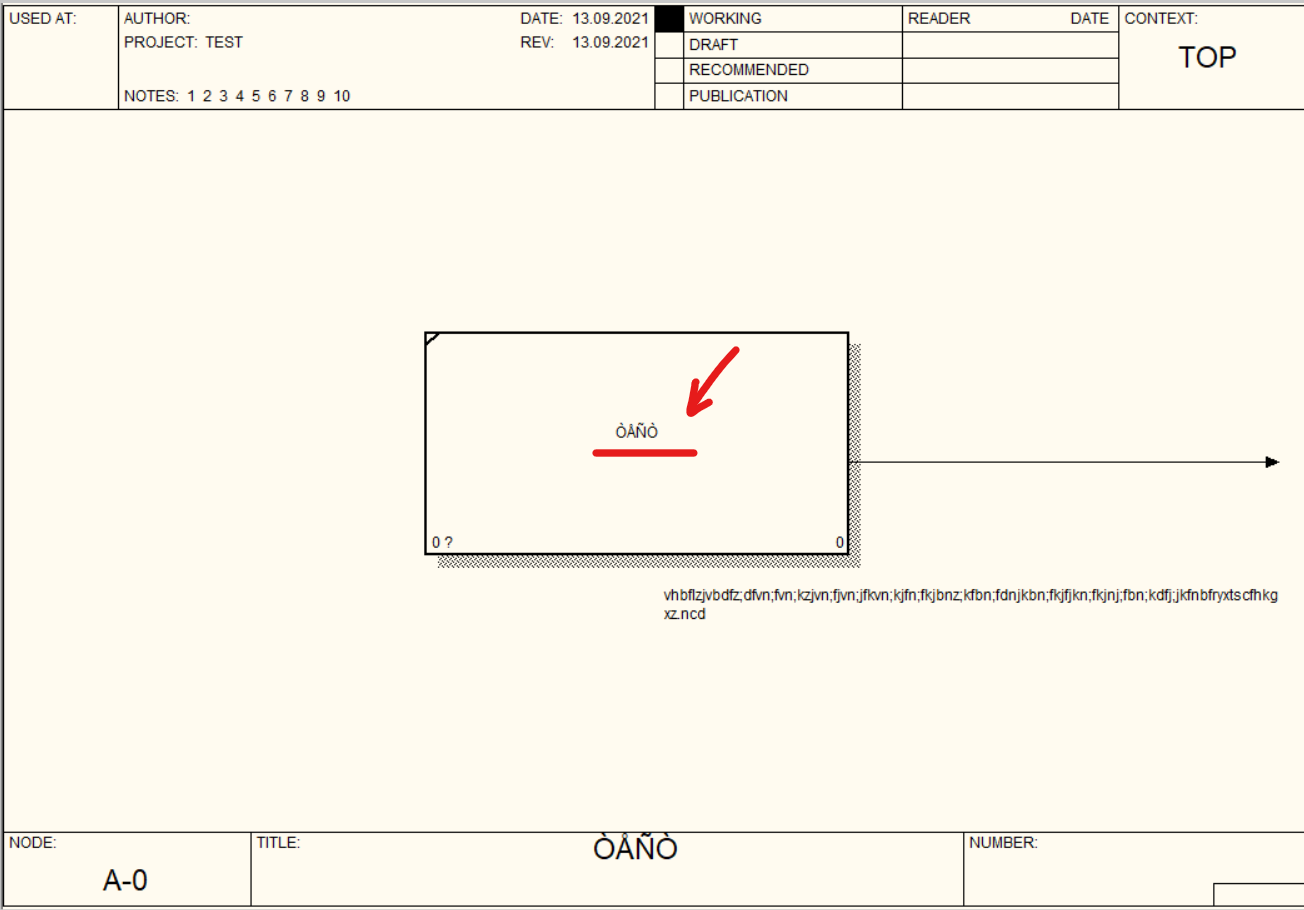 USED AT:
AUTHOR:
DATE: 13.09.2021
PROJECT: TEST
REV: 13.09.2021
NOTES: 1 2 3 4 5 6 7 8 9 10
WORKING
DRAFT
RECOMMENDED
PUBLICATION
READER
DATE
CONTEXT:
TOP
ÒÅÑÒ
0 ?
0
vhbflzjvbdfz;dfvn;fvn;kzjvn;fjvn;jfkvn;kjfn;fkjbnz;kfbn;fdnjkbn;fkjfjkn;fkjnj;fbn;kdfj;jkfnbfryxtscfhkg
xz.ncd
NODE:
A-0
TITLE:
ÒÅÑÒ
NUMBER: